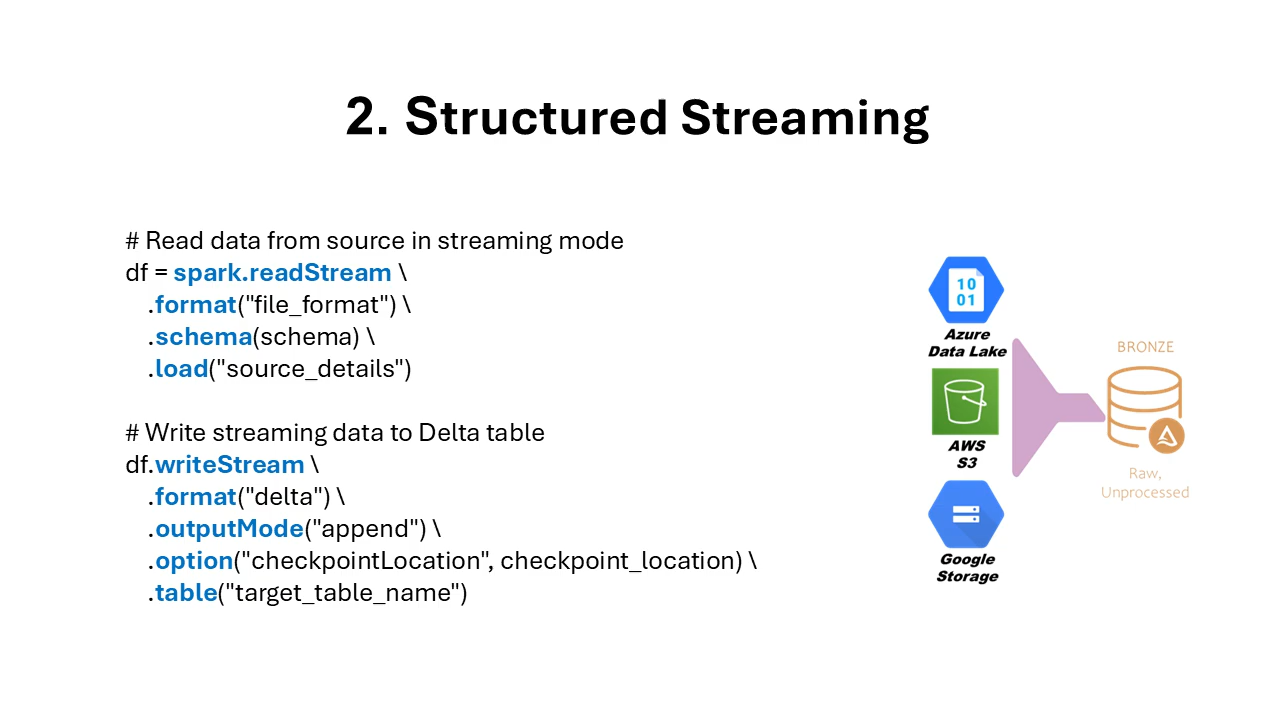 2. Structured Streaming
# Read data from source in streaming mode
df = spark.readStream \
    .format("file_format") \
    .schema(schema) \
    .load("source_details")
# Write streaming data to Delta table
df.writeStream \
    .format("delta") \
    .outputMode("append") \
    .option("checkpointLocation", checkpoint_location) \
    .table("target_table_name")
10
01
Azure
Data Lake
AWS
S3
Google
Storage
BRONZE
Raw,
Unprocessed